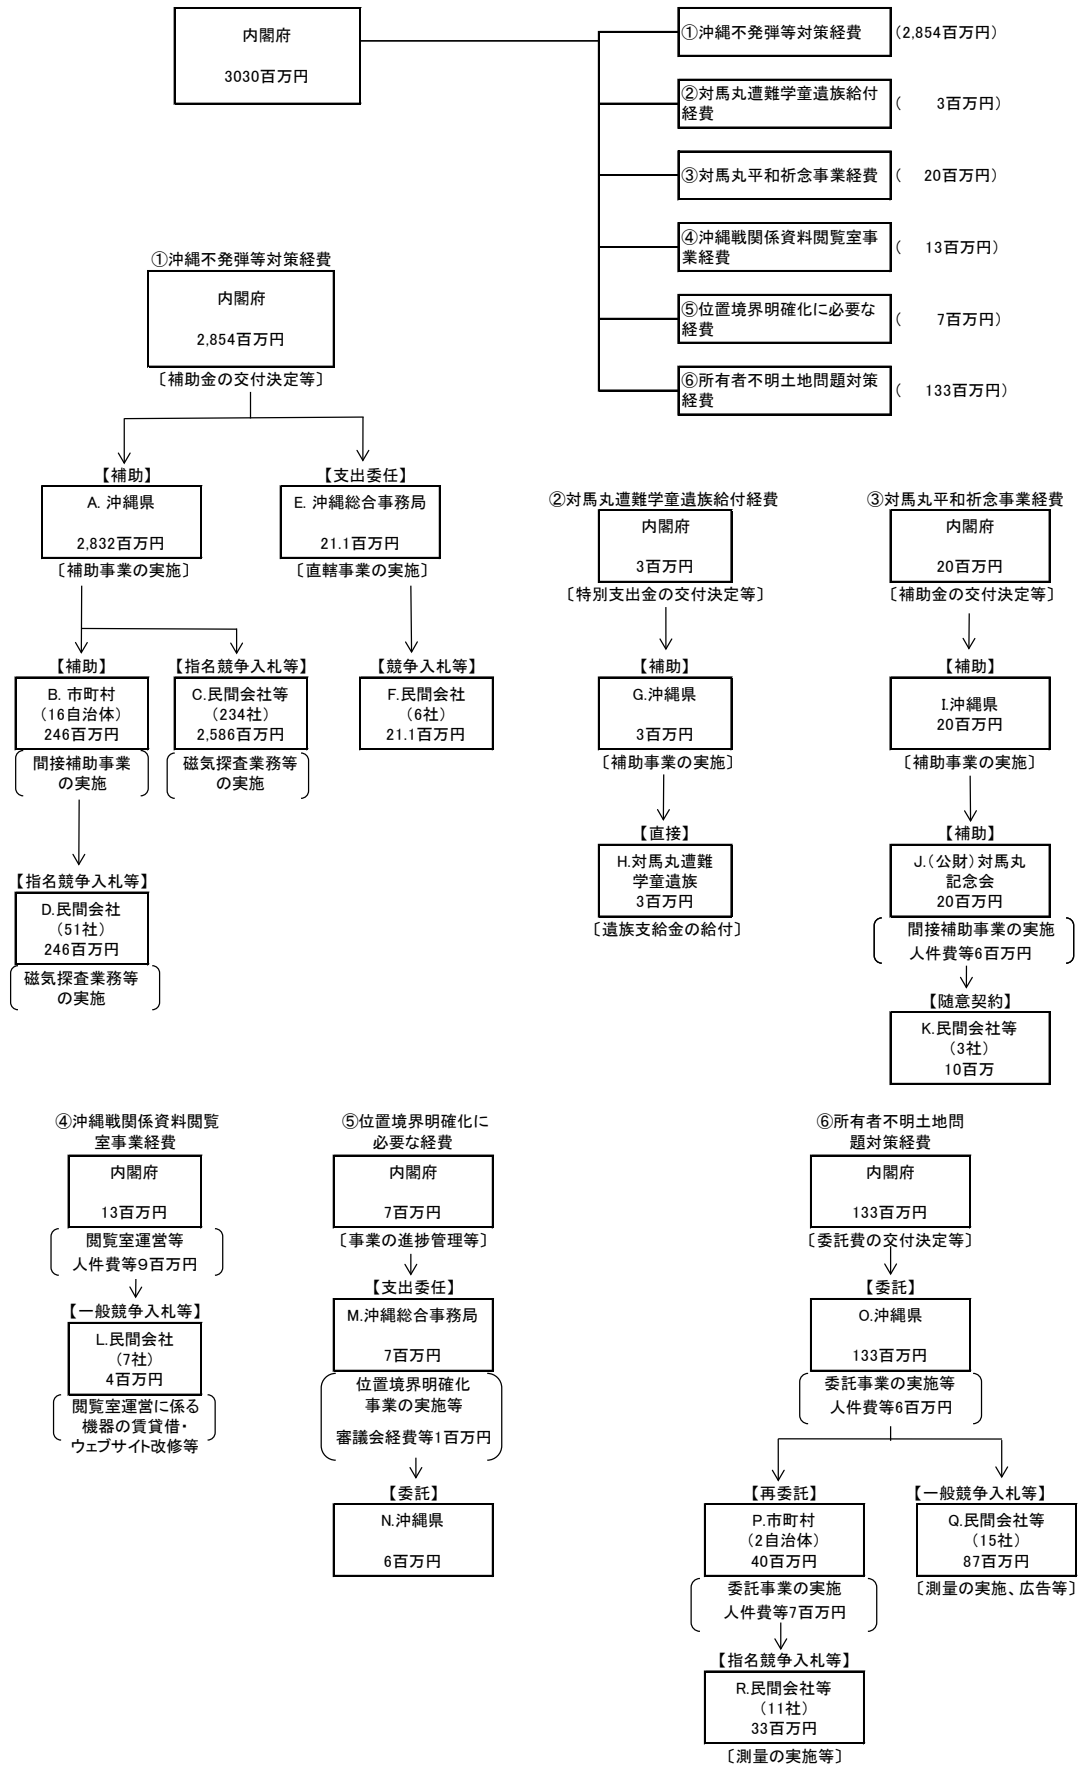 内閣府
3030百万円
①沖縄不発弾等対策経費
(2,854百万円)
②対馬丸遭難学童遺族給付
経費
( 3百万円)
③対馬丸平和祈念事業経費
( 20百万円)
④沖縄戦関係資料閲覧室事
業経費
( 13百万円)
⑤位置境界明確化に必要な
経費
( 7百万円)
⑥所有者不明土地問題対策
経費
( 133百万円)
①沖縄不発弾等対策経費
内閣府
2,854百万円
〔補助金の交付決定等〕
【補助】
A. 沖縄県
2,832百万円
〔補助事業の実施〕
【支出委任】
E. 沖縄総合事務局
21.1百万円
〔直轄事業の実施〕
【補助】
B. 市町村
(16自治体)
246百万円
間接補助事業
の実施
【指名競争入札等】
C.民間会社等
(234社)
2,586百万円
磁気探査業務等
の実施
【競争入札等】
F.民間会社
(6社)
21.1百万円
【指名競争入札等】
D.民間会社
(51社)
246百万円
磁気探査業務等
の実施
②対馬丸遭難学童遺族給付経費
内閣府
3百万円
〔特別支出金の交付決定等〕
【補助】
G.沖縄県
3百万円
〔補助事業の実施〕
【直接】
H.対馬丸遭難
学童遺族
3百万円
〔遺族支給金の給付〕
③対馬丸平和祈念事業経費
内閣府
20百万円
〔補助金の交付決定等〕
【補助】
I.沖縄県
20百万円
〔補助事業の実施〕
【補助】
J.(公財)対馬丸
記念会
20百万円
間接補助事業の実施
人件費等6百万円
【随意契約】
K.民間会社等
(3社)
10百万
④沖縄戦関係資料閲覧
室事業経費
内閣府
13百万円
閲覧室運営等
人件費等9百万円
【一般競争入札等】
L.民間会社
(7社)
4百万円
閲覧室運営に係る
機器の賃貸借・
ウェブサイト改修等
⑤位置境界明確化に
必要な経費
内閣府
7百万円
〔事業の進捗管理等〕
【支出委任】
M.沖縄総合事務局
7百万円
位置境界明確化
事業の実施等
審議会経費等1百万円
【委託】
N.沖縄県
6百万円
⑥所有者不明土地問
題対策経費
内閣府
133百万円
〔委託費の交付決定等〕
【委託】
O.沖縄県
133百万円
委託事業の実施等
人件費等6百万円
【再委託】
P.市町村
(2自治体)
40百万円
委託事業の実施
人件費等7百万円
【一般競争入札等】
Q.民間会社等
(15社)
87百万円
〔測量の実施、広告等〕
【指名競争入札等】
R.民間会社等
(11社)
33百万円
〔測量の実施等〕